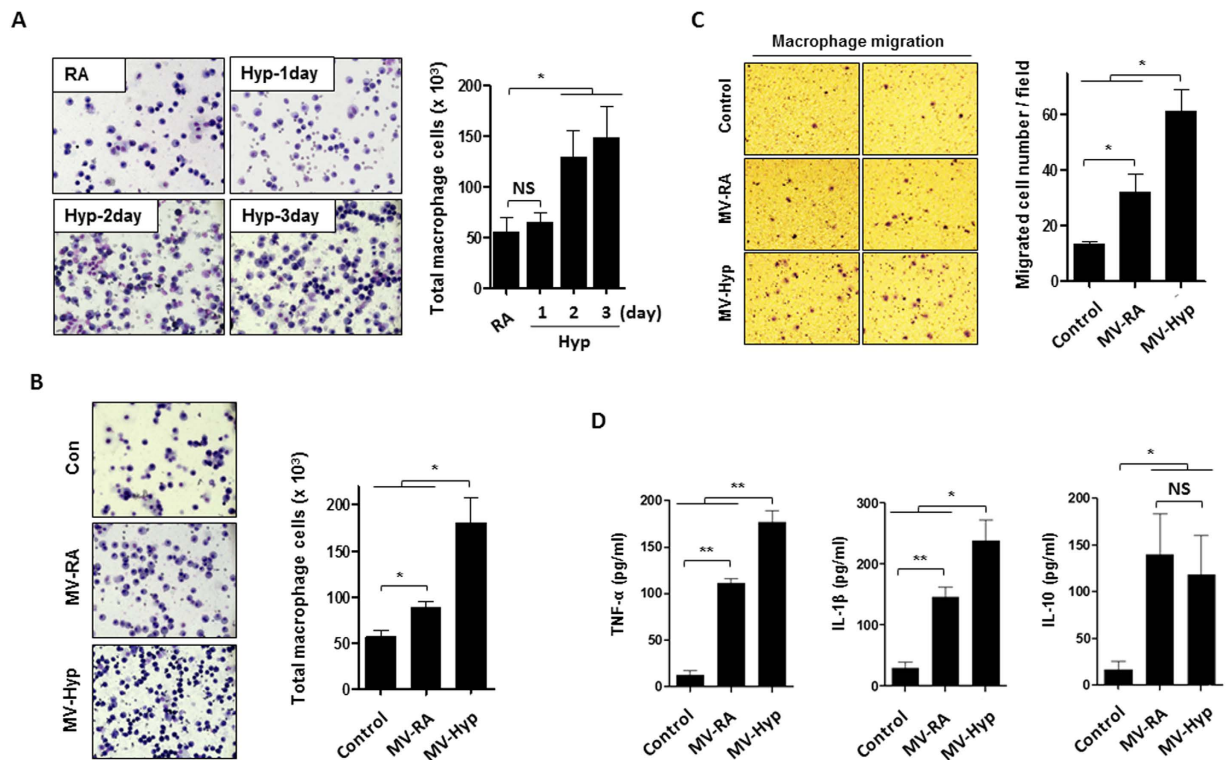 A
RA
Hyp-1day
Hyp-2day
Hyp-3day
Total macrophage cells (x 10³)
200
150
100
50
0
*
NS
RA
1 2 3 (day)
Hyp
B
Con
MV-RA
MV-Hyp
Total macrophage cells (x 10³)
200
150
100
50
0
*
*
Control
MV-RA
MV-Hyp
C
Macrophage migration
Control
MV-RA
MV-Hyp
Migrated cell number / field
60
40
20
0
*
*
Control
MV-RA
MV-Hyp
D
TNF-α (pg/ml)
200
150
100
50
0
**
**
Control
MV-RA
MV-Hyp
IL-1β (pg/ml)
300
200
100
0
*
**
Control
MV-RA
MV-Hyp
IL-10 (pg/ml)
200
150
100
50
0
*
NS
Control
MV-RA
MV-Hyp